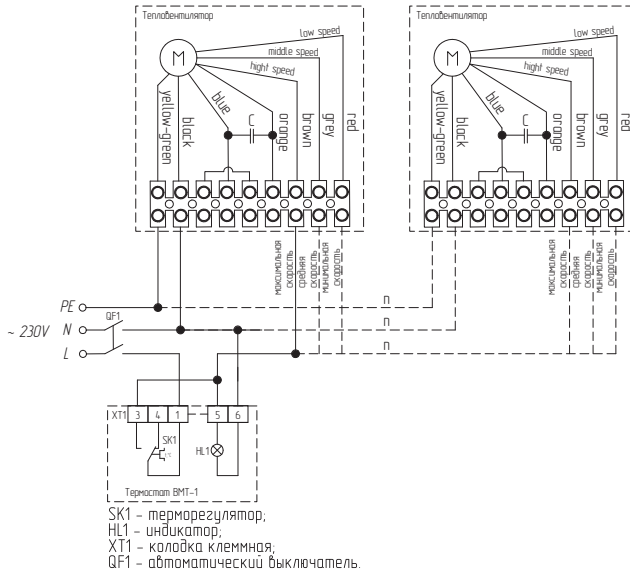 Тепловентилятор
M
low speed
middle speed
hight speed
yellow-green
black
blue
C
orange
brown
grey
red
максимальная
скорость
средняя
скорость
минимальная
скорость
Тепловентилятор
M
low speed
middle speed
hight speed
yellow-green
black
blue
C
orange
brown
grey
red
максимальная
скорость
средняя
скорость
минимальная
скорость
PE
n
~ 230V
QF1
N
n
L
n
XT1 3 4 1 5 6
SK1
HL1
Термостат BMT-1
SK1 - терморегулятор;
HL1 - индикатор;
XT1 - колодка клеммная;
QF1 - автоматический выключатель.